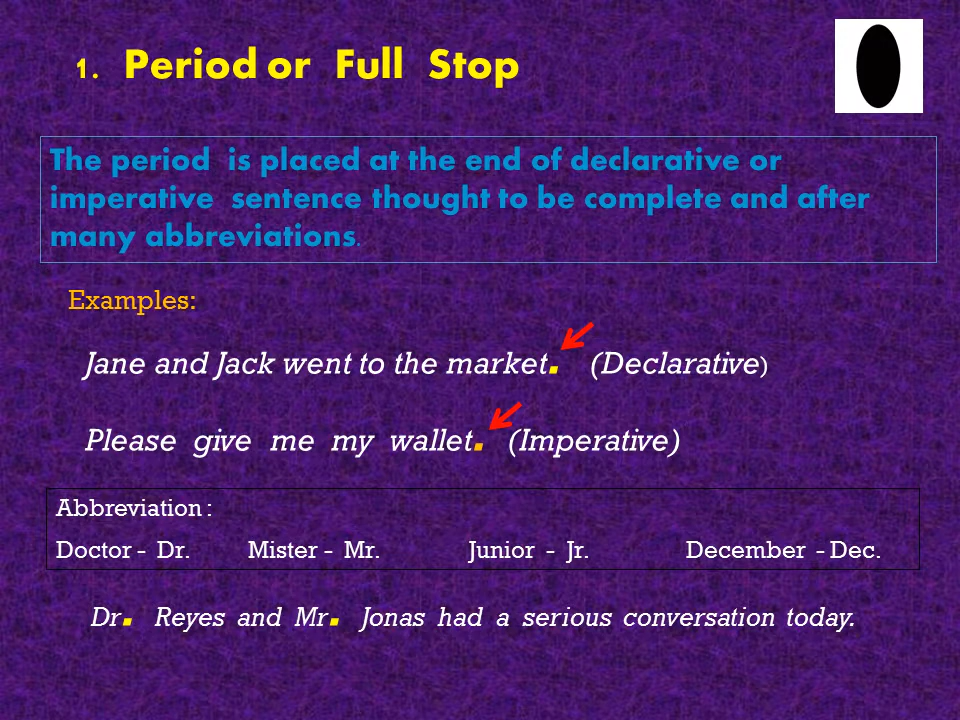 1. Period or Full Stop
The period is placed at the end of declarative or
imperative sentence thought to be complete and after
many abbreviations.
Examples:
Jane and Jack went to the market. (Declarative)
Please give me my wallet. (Imperative)
Abbreviation :
Doctor - Dr. Mister - Mr. Junior - Jr. December - Dec.
Dr. Reyes and Mr. Jonas had a serious conversation today.